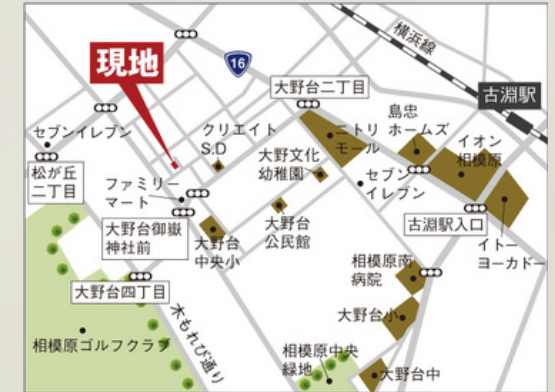 横浜線
現地
16
古淵駅
大野台二丁目
島忠
ホームズ
セブンイレブン
クリエイト
S.D
ニトリ
モール
イオン
相模原
大野文化
幼稚園
セブン
イレブン
松が丘
二丁目
ファミリー
マート
大野台御嶽
神社前
大野台
中央小
大野台
公民館
古淵駅入口
イトー
ヨーカドー
相模原南
病院
大野台四丁目
大野台小
木もれび通り
相模原ゴルフクラブ
相模原中央
緑地
大野台中